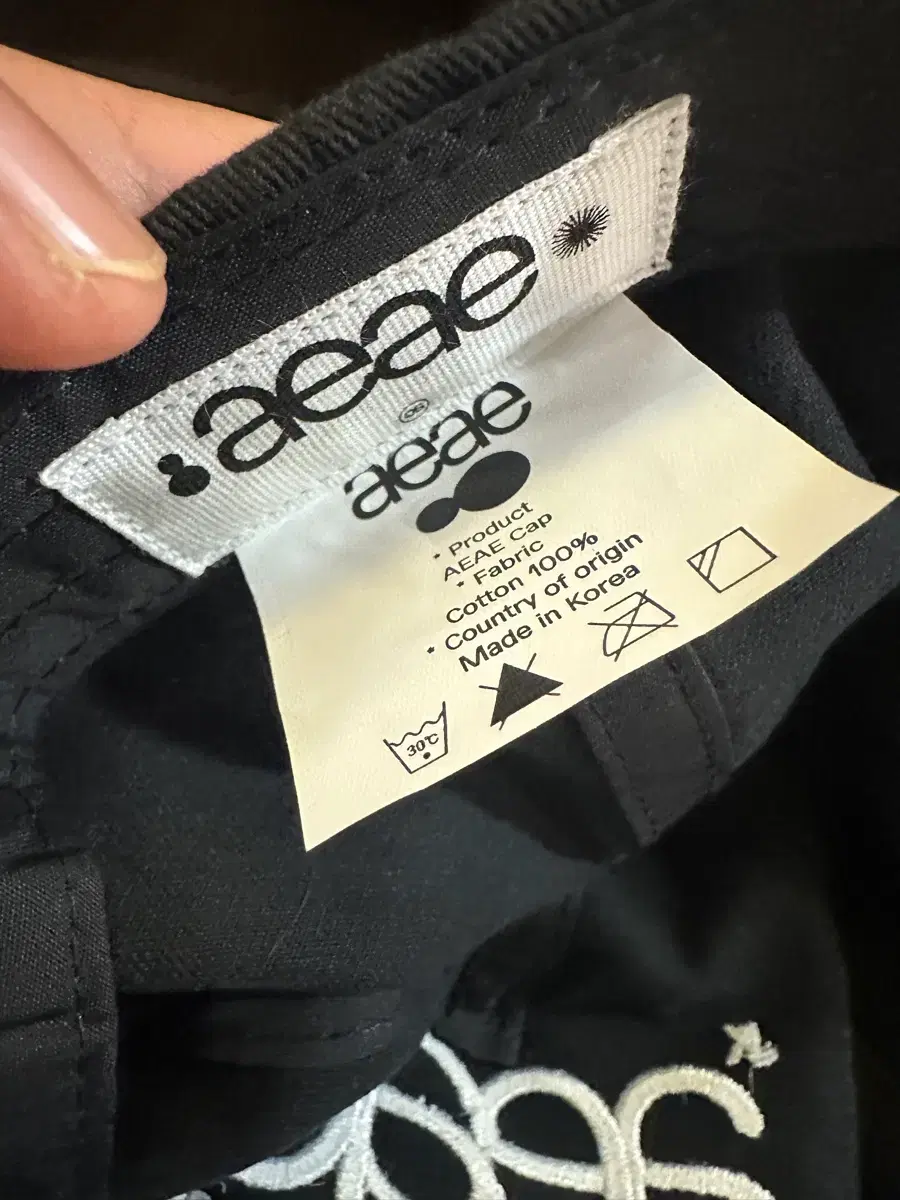 aeae
aeae
* Product
AEAE Cap
* Fabric
Cotton 100%
* Country of origin
Made in Korea
30℃